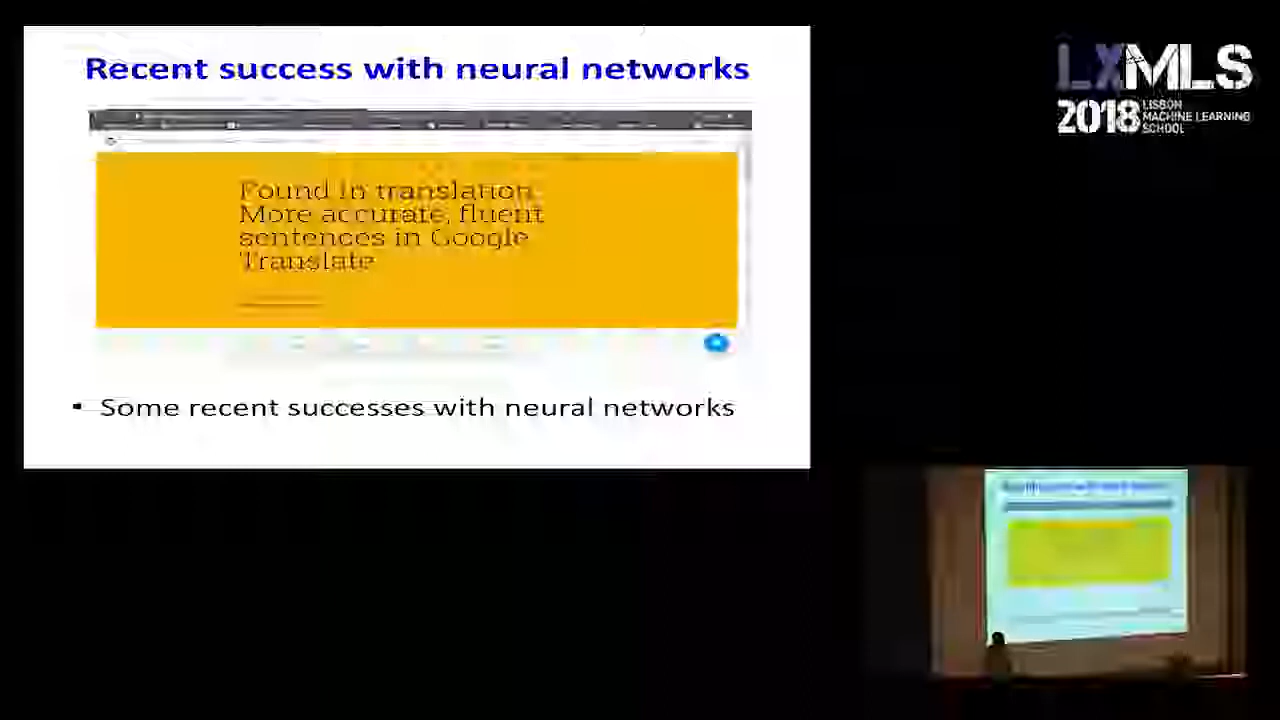 Recent success with neural networks
Found in translation
More accurate, fluent
sentences in Google
Translate
• Some recent successes with neural networks
LXMLS
2018 LISBON
MACHINE LEARNING
SCHOOL